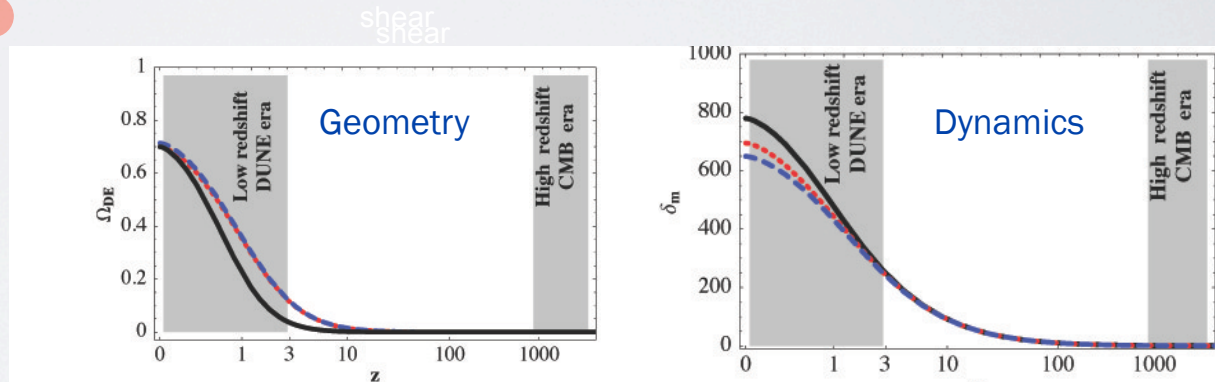 shear
shear
Geometry
1
0.8
0.6
0.4
0.2
0
Ω_DE
Low redshift
DUNE era
High redshift
CMB era
0 1 3 10 100 1000
z
Dynamics
1000
800
600
400
200
0
δ_m
Low redshift
DUNE era
High redshift
CMB era
0 1 3 10 100 1000